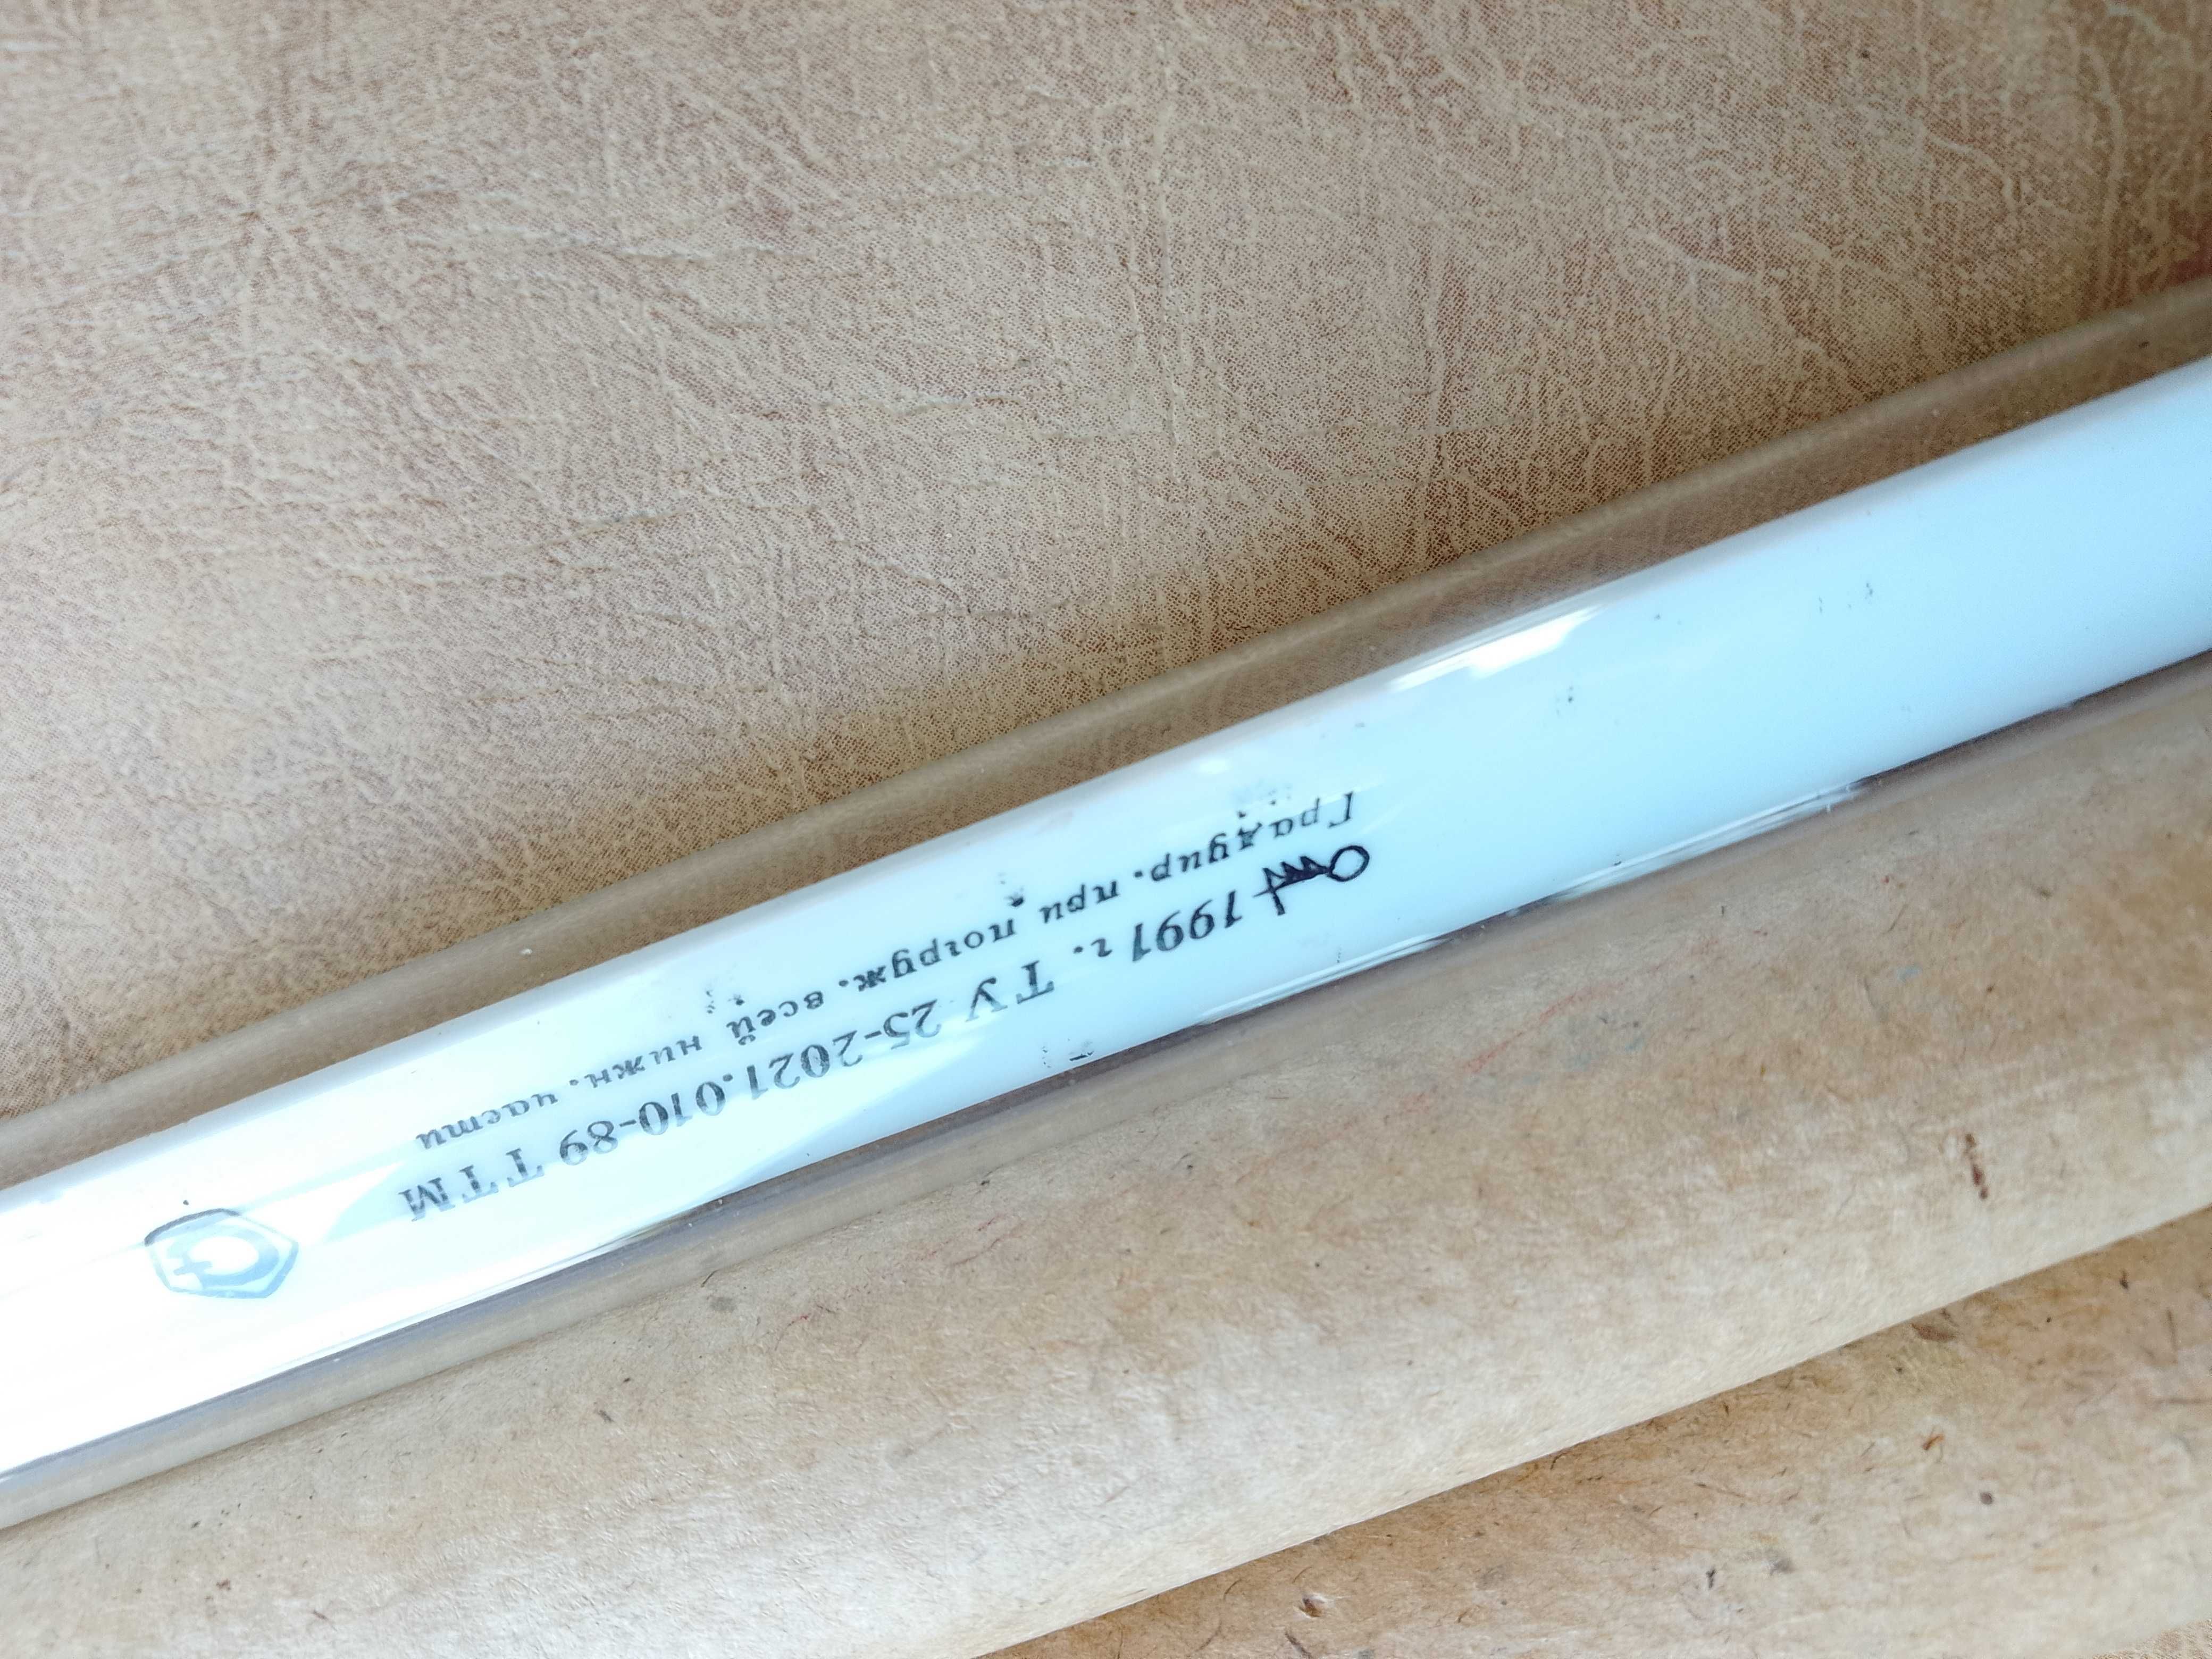 1991 г. ТУ 25-2021.010-89 ТТМ
Градуир. при погруж. всей нижн. части